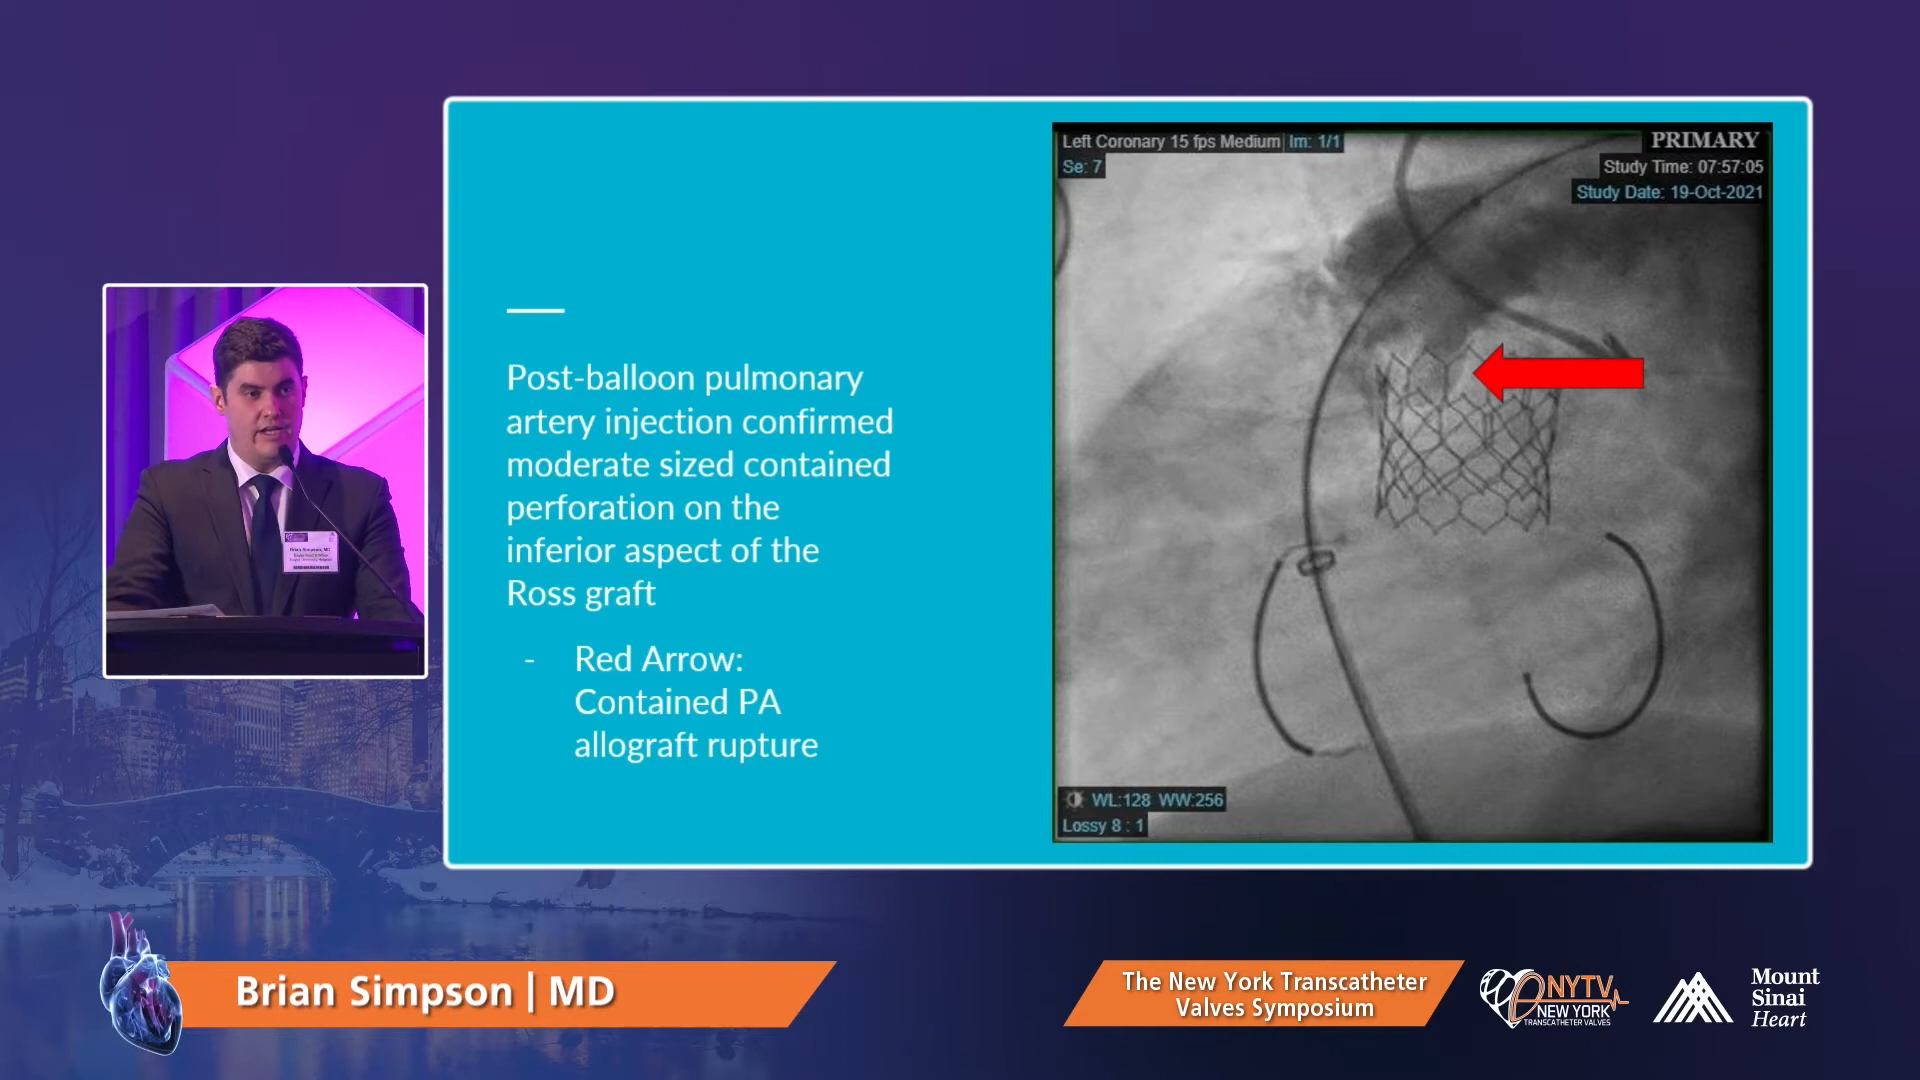 Left Coronary 15 fps Medium Im: 1/1
Se: 7
PRIMARY
Study Time: 07:57:05
Study Date: 19-Oct-2021
Post-balloon pulmonary
artery injection confirmed
moderate sized contained
perforation on the
inferior aspect of the
Ross graft
- Red Arrow:
Contained PA
allograft rupture
WL:128 WW:256
Lossy 8 : 1
Brian Simpson, MD
Brian Simpson | MD
The New York Transcatheter
Valves Symposium
NYTV
NEW YORK
TRANSCATHETER VALVES
Mount
Sinai
Heart